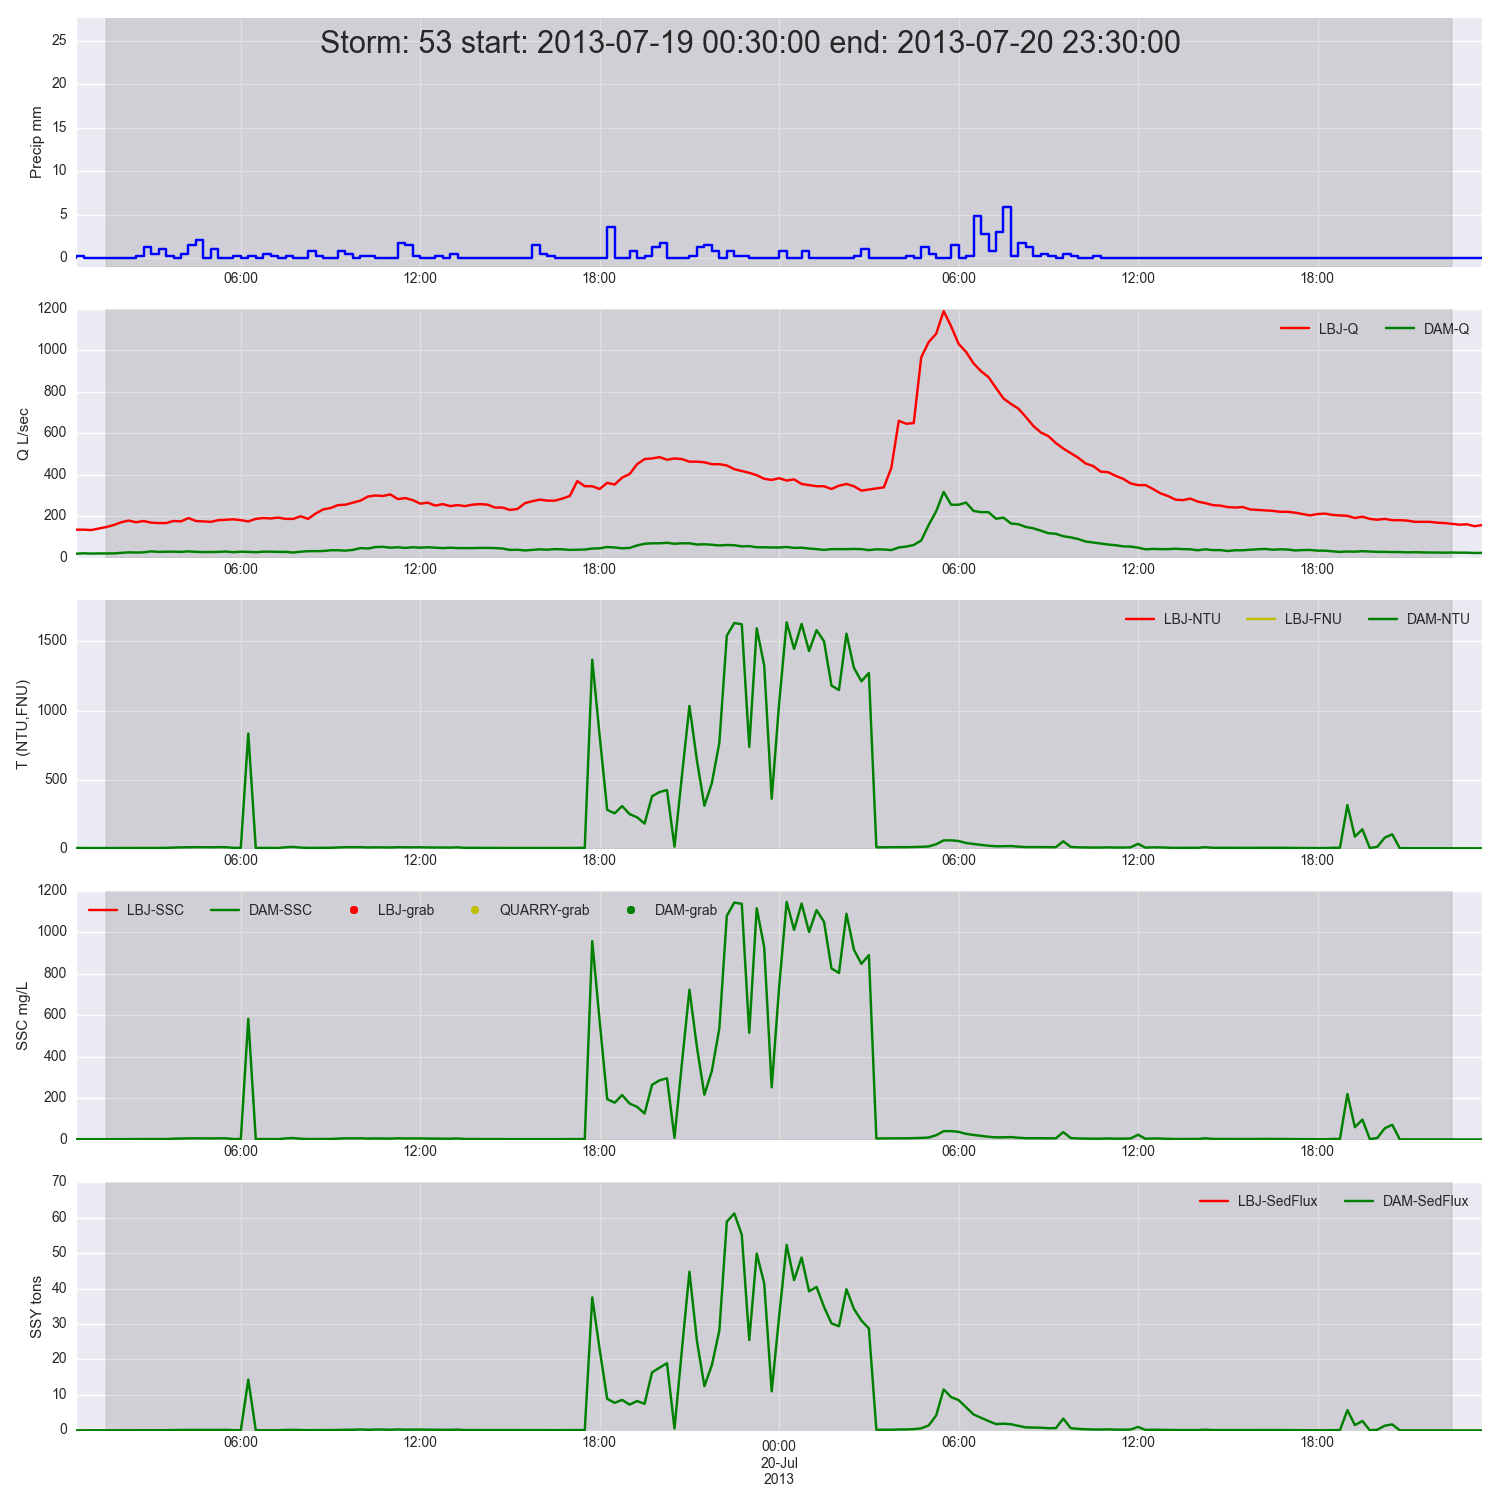 Storm: 53 start: 2013-07-19 00:30:00 end: 2013-07-20 23:30:00
Precip mm
25
20
15
10
5
0
06:00 12:00 18:00 06:00 12:00 18:00
Q L/sec
LBJ-Q DAM-Q
1200
1000
800
600
400
200
0
06:00 12:00 18:00 06:00 12:00 18:00
T (NTU,FNU)
LBJ-NTU LBJ-FNU DAM-NTU
1500
1000
500
0
06:00 12:00 18:00 06:00 12:00 18:00
SSC mg/L
LBJ-SSC DAM-SSC LBJ-grab QUARRY-grab DAM-grab
1200
1000
800
600
400
200
0
06:00 12:00 18:00 06:00 12:00 18:00
SSY tons
LBJ-SedFlux DAM-SedFlux
70
60
50
40
30
20
10
0
06:00 12:00 18:00 00:00 06:00 12:00 18:00
20-Jul
2013